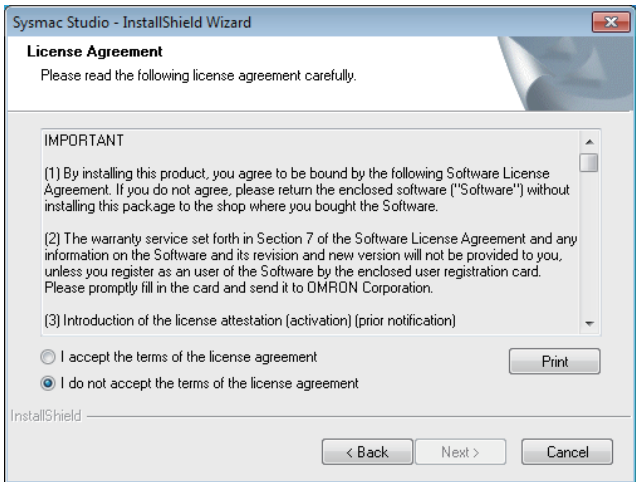 Sysmac Studio - InstallShield Wizard
License Agreement
Please read the following license agreement carefully.
IMPORTANT
(1) By installing this product, you agree to be bound by the following Software License
Agreement. If you do not agree, please return the enclosed software ("Software") without
installing this package to the shop where you bought the Software.
(2) The warranty service set forth in Section 7 of the Software License Agreement and any
information on the Software and its revision and new version will not be provided to you,
unless you register as an user of the Software by the enclosed user registration card.
Please promptly fill in the card and send it to OMRON Corporation.
(3) Introduction of the license attestation (activation) (prior notification)
I accept the terms of the license agreement
Print
I do not accept the terms of the license agreement
InstallShield
< Back
Next >
Cancel